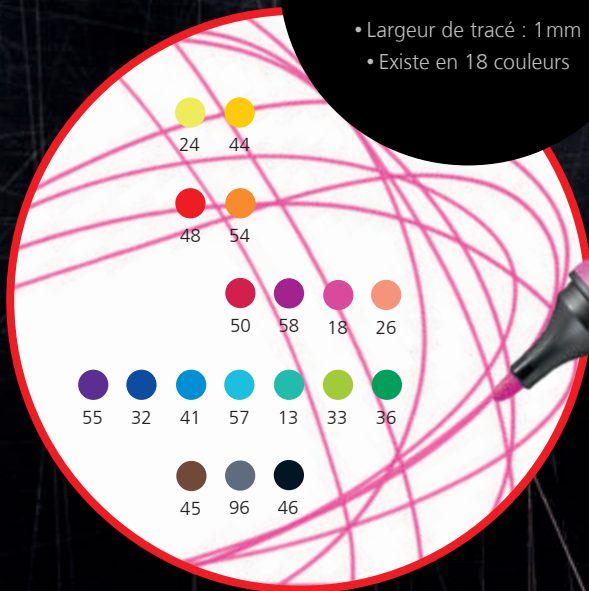 • Largeur de tracé : 1mm
• Existe en 18 couleurs
24 44
48 54
50 58 18 26
55 32 41 57 13 33 36
45 96 46